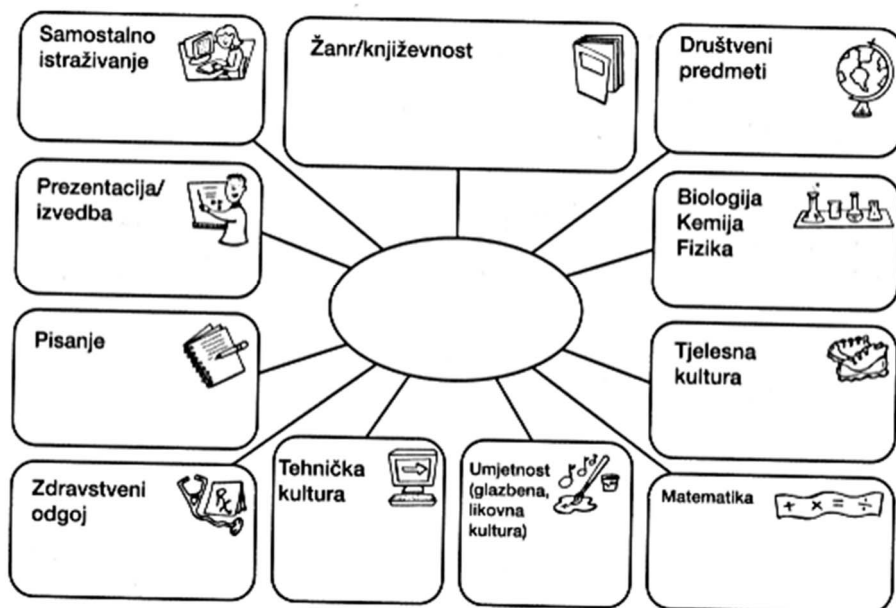 Samostalno
istraživanje
Žanr/književnost
Društveni
predmeti
Prezentacija/
izvedba
Biologija
Kemija
Fizika
Pisanje
Tjelesna
kultura
Zdravstveni
odgoj
Rx
Tehnička
kultura
Umjetnost
(glazbena,
likovna
kultura)
Matematika
+ × = ÷